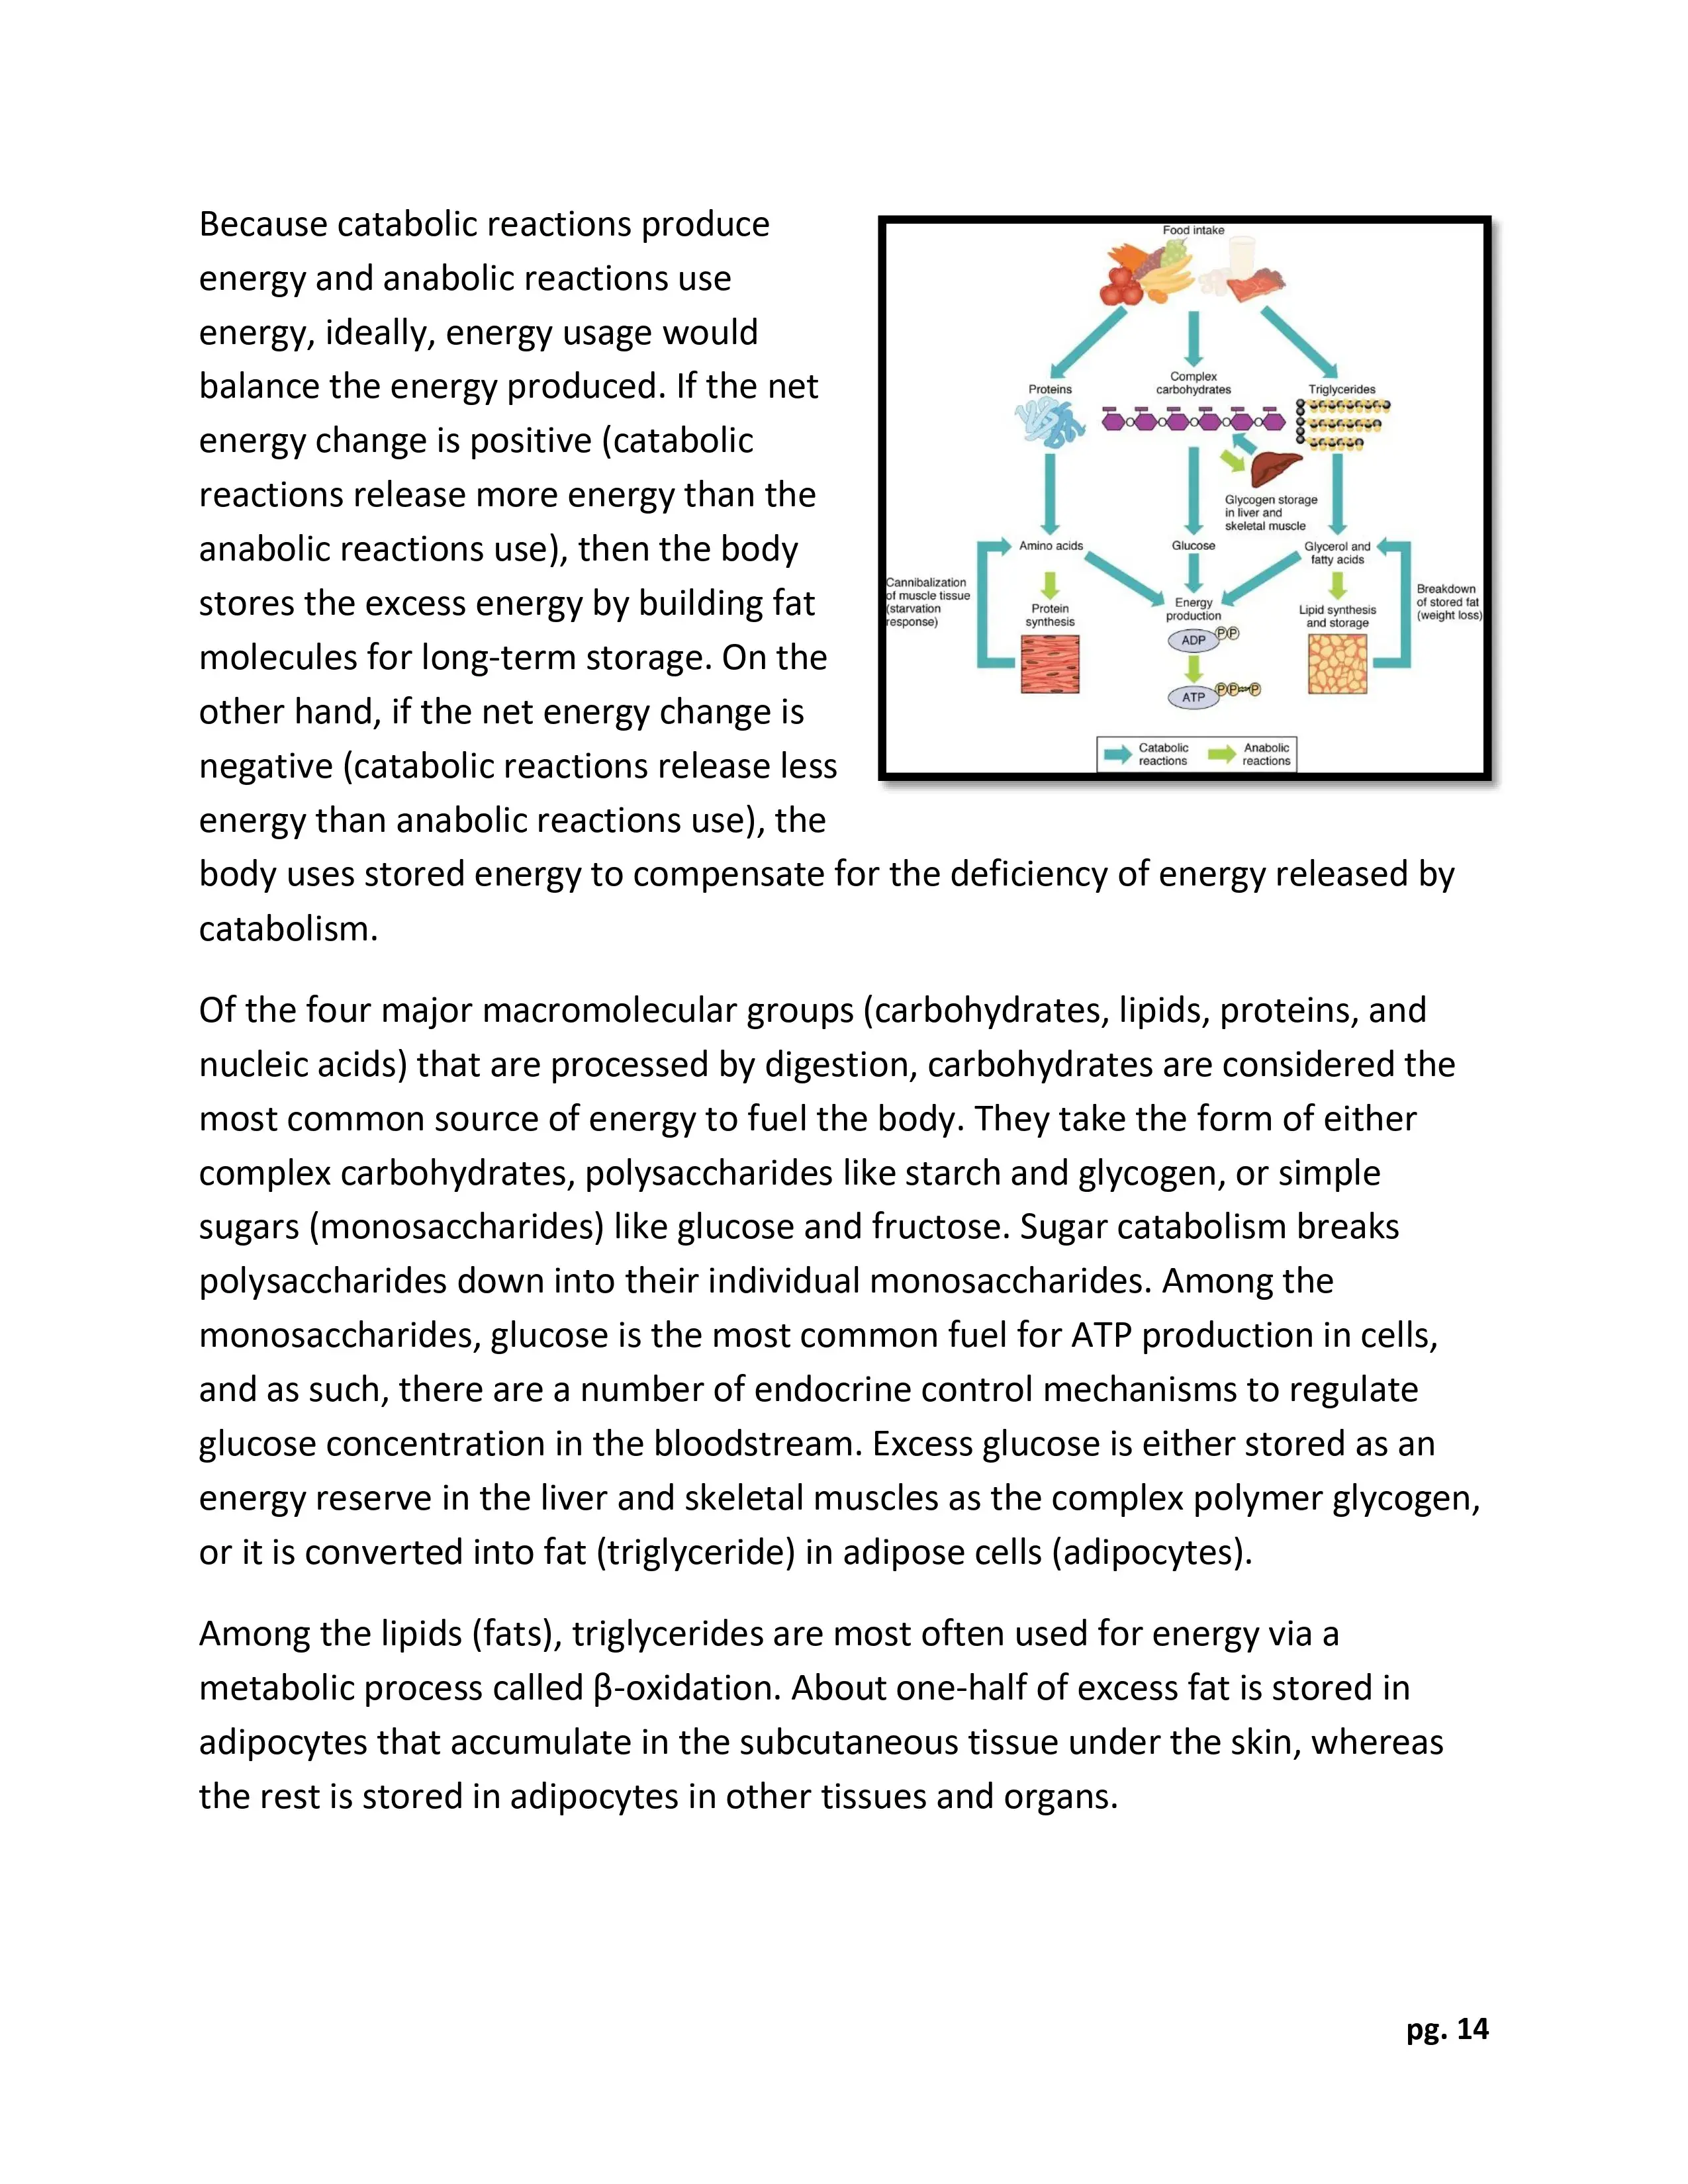 Because catabolic reactions produce
energy and anabolic reactions use
energy, ideally, energy usage would
balance the energy produced. If the net
energy change is positive (catabolic
reactions release more energy than the
anabolic reactions use), then the body
stores the excess energy by building fat
molecules for long-term storage. On the
other hand, if the net energy change is
negative (catabolic reactions release less
energy than anabolic reactions use), the
body uses stored energy to compensate for the deficiency of energy released by
catabolism.
Food intake
Proteins
Complex
carbohydrates
Triglycerides
Glycogen storage
in liver and
skeletal muscle
Amino acids
Glucose
Glycerol and
fatty acids
Cannibalization
of muscle tissue
(starvation
response)
Protein
synthesis
Energy
production
Lipid synthesis
and storage
Breakdown
of stored fat
(weight loss)
ADP P P
ATP P P P
Catabolic
reactions
Anabolic
reactions
Of the four major macromolecular groups (carbohydrates, lipids, proteins, and
nucleic acids) that are processed by digestion, carbohydrates are considered the
most common source of energy to fuel the body. They take the form of either
complex carbohydrates, polysaccharides like starch and glycogen, or simple
sugars (monosaccharides) like glucose and fructose. Sugar catabolism breaks
polysaccharides down into their individual monosaccharides. Among the
monosaccharides, glucose is the most common fuel for ATP production in cells,
and as such, there are a number of endocrine control mechanisms to regulate
glucose concentration in the bloodstream. Excess glucose is either stored as an
energy reserve in the liver and skeletal muscles as the complex polymer glycogen,
or it is converted into fat (triglyceride) in adipose cells (adipocytes).
Among the lipids (fats), triglycerides are most often used for energy via a
metabolic process called β-oxidation. About one-half of excess fat is stored in
adipocytes that accumulate in the subcutaneous tissue under the skin, whereas
the rest is stored in adipocytes in other tissues and organs.
pg. 14